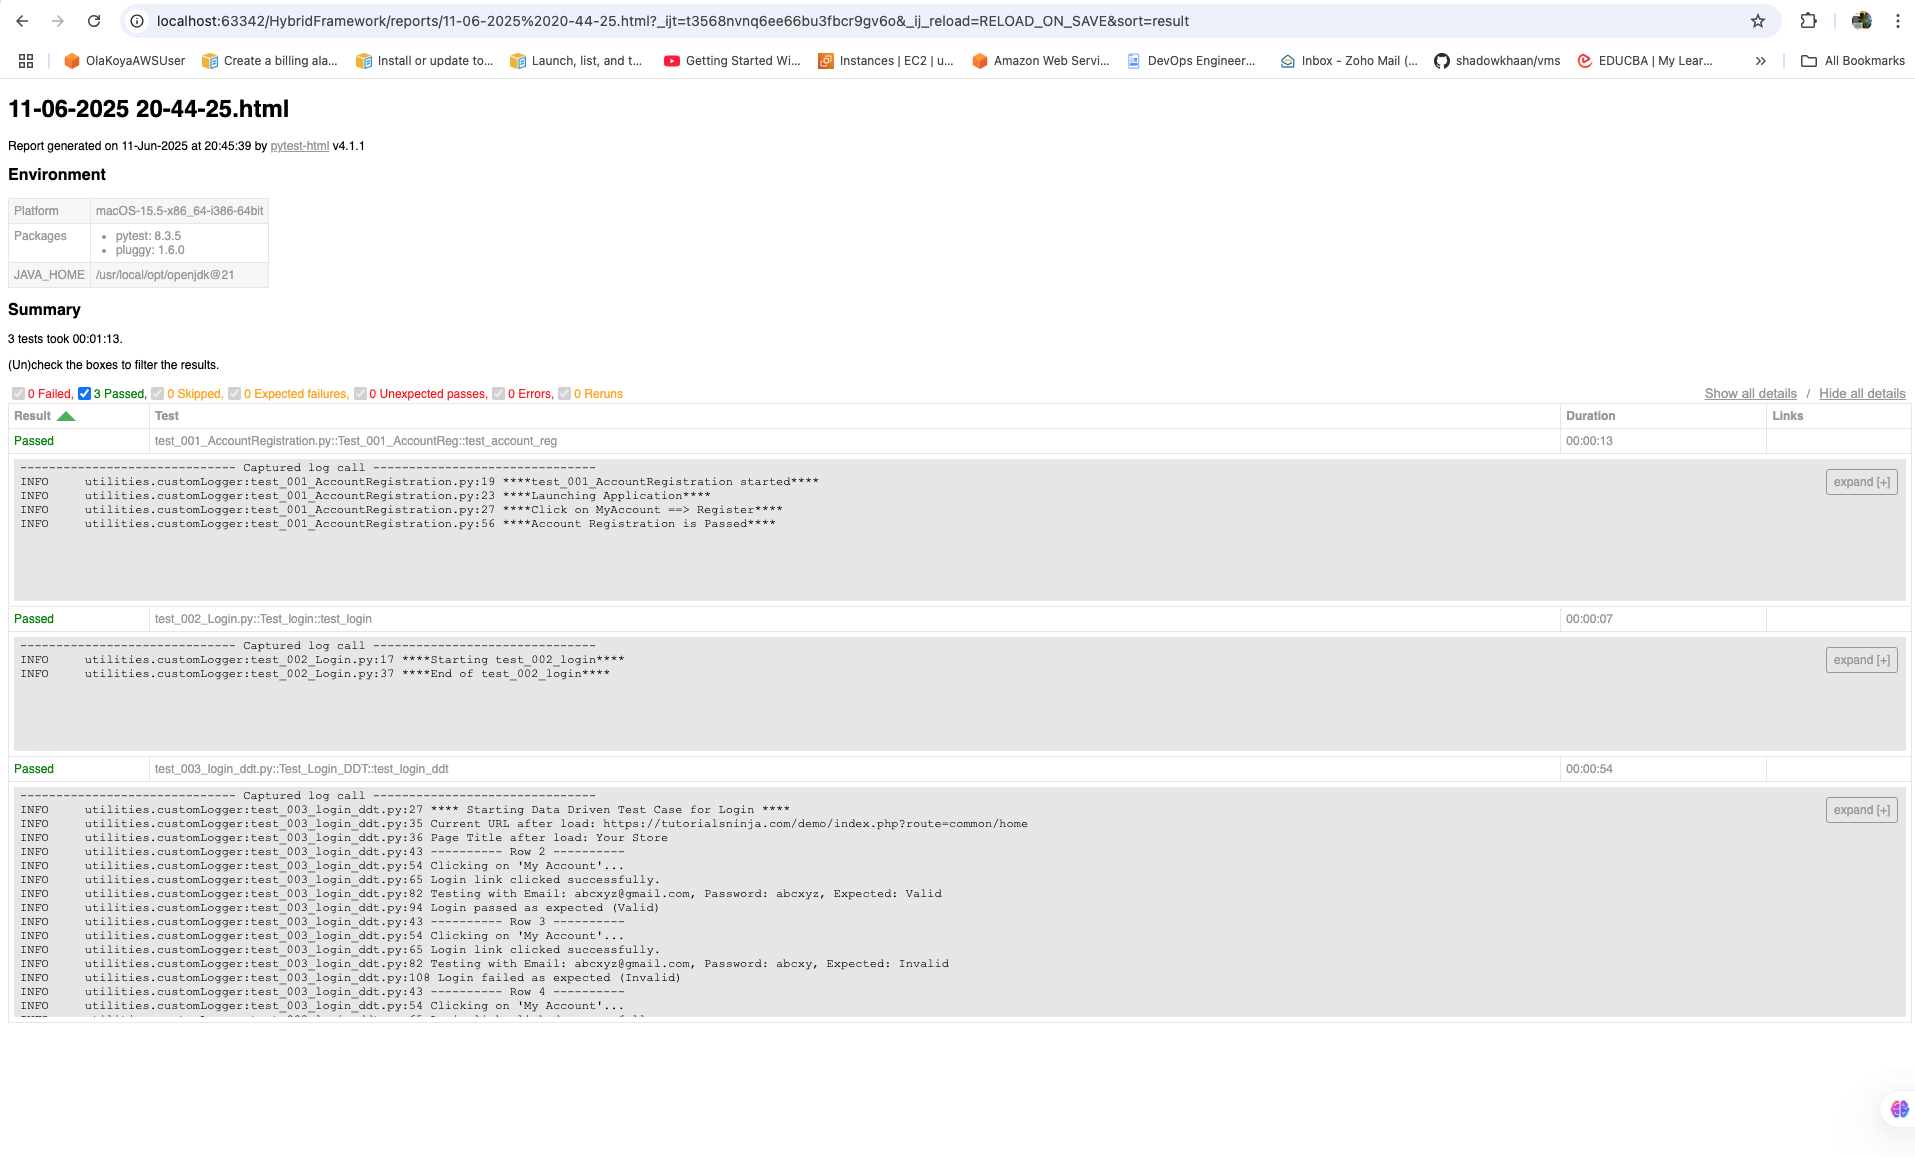 localhost:63342/HybridFramework/reports/11-06-2025%2020-44-25.html?_ijt=t3568nvnq6ee66bu3fbcr9gv6o&_ij_reload=RELOAD_ON_SAVE&sort=result
OlaKoyaAWSUser Create a billing ala... Install or update to... Launch, list, and t... Getting Started Wi... Instances | EC2 | u... Amazon Web Servi... DevOps Engineer... Inbox - Zoho Mail (... shadowkhaan/vms EDUCBA | My Lear... » All Bookmarks
11-06-2025 20-44-25.html
Report generated on 11-Jun-2025 at 20:45:39 by pytest-html v4.1.1
Environment
Platform macOS-15.5-x86_64-i386-64bit
Packages • pytest: 8.3.5
• pluggy: 1.6.0
JAVA_HOME /usr/local/opt/openjdk@21
Summary
3 tests took 00:01:13.
(Un)check the boxes to filter the results.
0 Failed, 3 Passed, 0 Skipped, 0 Expected failures, 0 Unexpected passes, 0 Errors, 0 Reruns Show all details / Hide all details
Result Test Duration Links
Passed test_001_AccountRegistration.py::Test_001_AccountReg::test_account_reg 00:00:13
------------------------------ Captured log call -------------------------------
INFO utilities.customLogger:test_001_AccountRegistration.py:19 ****test_001_AccountRegistration started****
expand [+]
INFO utilities.customLogger:test_001_AccountRegistration.py:23 ****Launching Application****
INFO utilities.customLogger:test_001_AccountRegistration.py:27 ****Click on MyAccount ==> Register****
INFO utilities.customLogger:test_001_AccountRegistration.py:56 ****Account Registration is Passed****
Passed test_002_Login.py::Test_login::test_login 00:00:07
------------------------------ Captured log call -------------------------------
INFO utilities.customLogger:test_002_Login.py:17 ****Starting test_002_login****
expand [+]
INFO utilities.customLogger:test_002_Login.py:37 ****End of test_002_login****
Passed test_003_login_ddt.py::Test_Login_DDT::test_login_ddt 00:00:54
------------------------------ Captured log call -------------------------------
INFO utilities.customLogger:test_003_login_ddt.py:27 **** Starting Data Driven Test Case for Login ****
expand [+]
INFO utilities.customLogger:test_003_login_ddt.py:35 Current URL after load: https://tutorialsninja.com/demo/index.php?route=common/home
INFO utilities.customLogger:test_003_login_ddt.py:36 Page Title after load: Your Store
INFO utilities.customLogger:test_003_login_ddt.py:43 ---------- Row 2 ----------
INFO utilities.customLogger:test_003_login_ddt.py:54 Clicking on 'My Account'...
INFO utilities.customLogger:test_003_login_ddt.py:65 Login link clicked successfully.
INFO utilities.customLogger:test_003_login_ddt.py:82 Testing with Email: abcxyz@gmail.com, Password: abcxyz, Expected: Valid
INFO utilities.customLogger:test_003_login_ddt.py:94 Login passed as expected (Valid)
INFO utilities.customLogger:test_003_login_ddt.py:43 ---------- Row 3 ----------
INFO utilities.customLogger:test_003_login_ddt.py:54 Clicking on 'My Account'...
INFO utilities.customLogger:test_003_login_ddt.py:65 Login link clicked successfully.
INFO utilities.customLogger:test_003_login_ddt.py:82 Testing with Email: abcxyz@gmail.com, Password: abcxy, Expected: Invalid
INFO utilities.customLogger:test_003_login_ddt.py:108 Login failed as expected (Invalid)
INFO utilities.customLogger:test_003_login_ddt.py:43 ---------- Row 4 ----------
INFO utilities.customLogger:test_003_login_ddt.py:54 Clicking on 'My Account'...